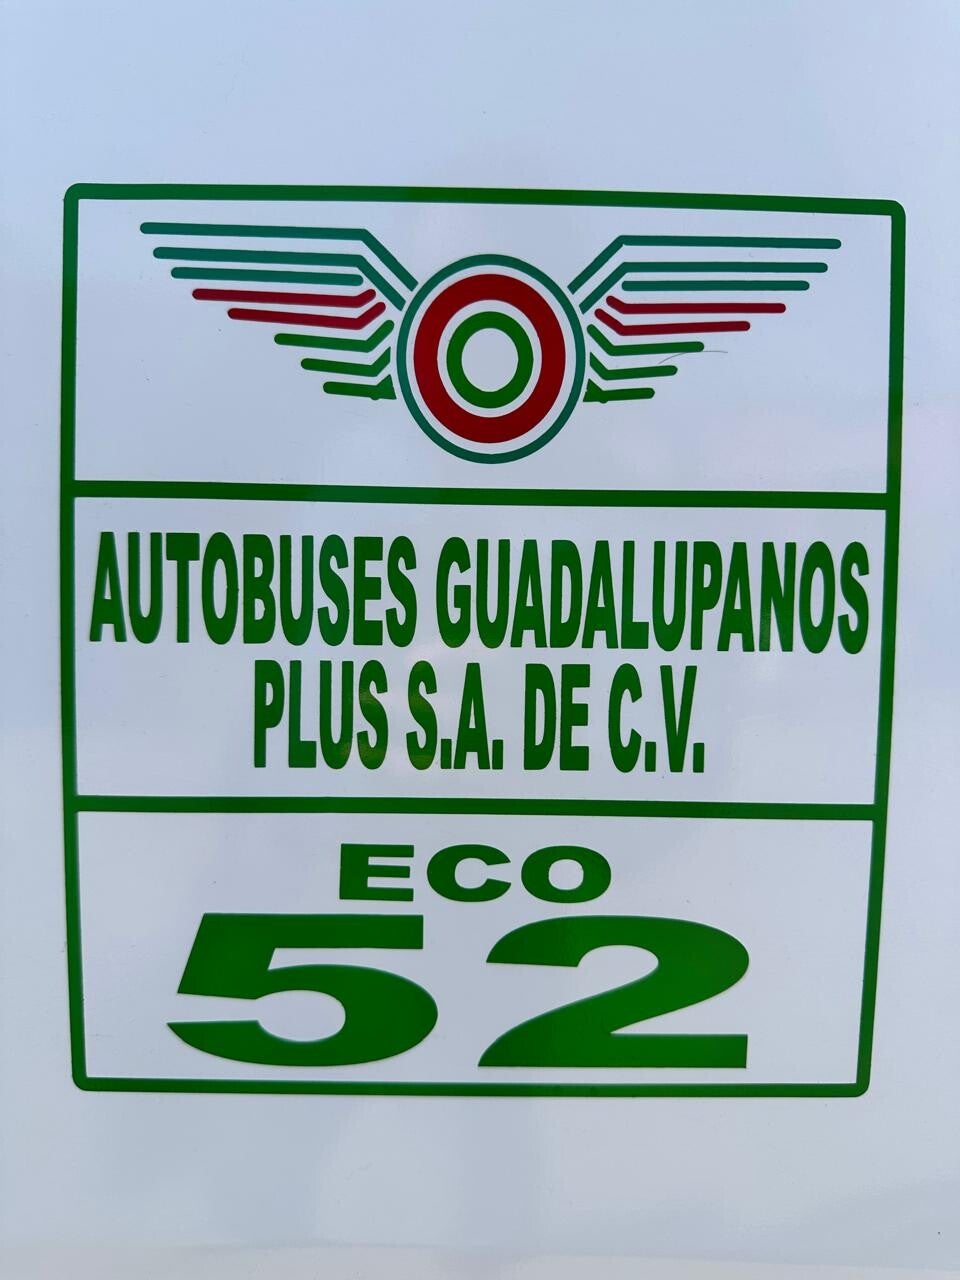 AUTOBUSES GUADALUPANOS
PLUS S.A. DE C.V.
ECO
52